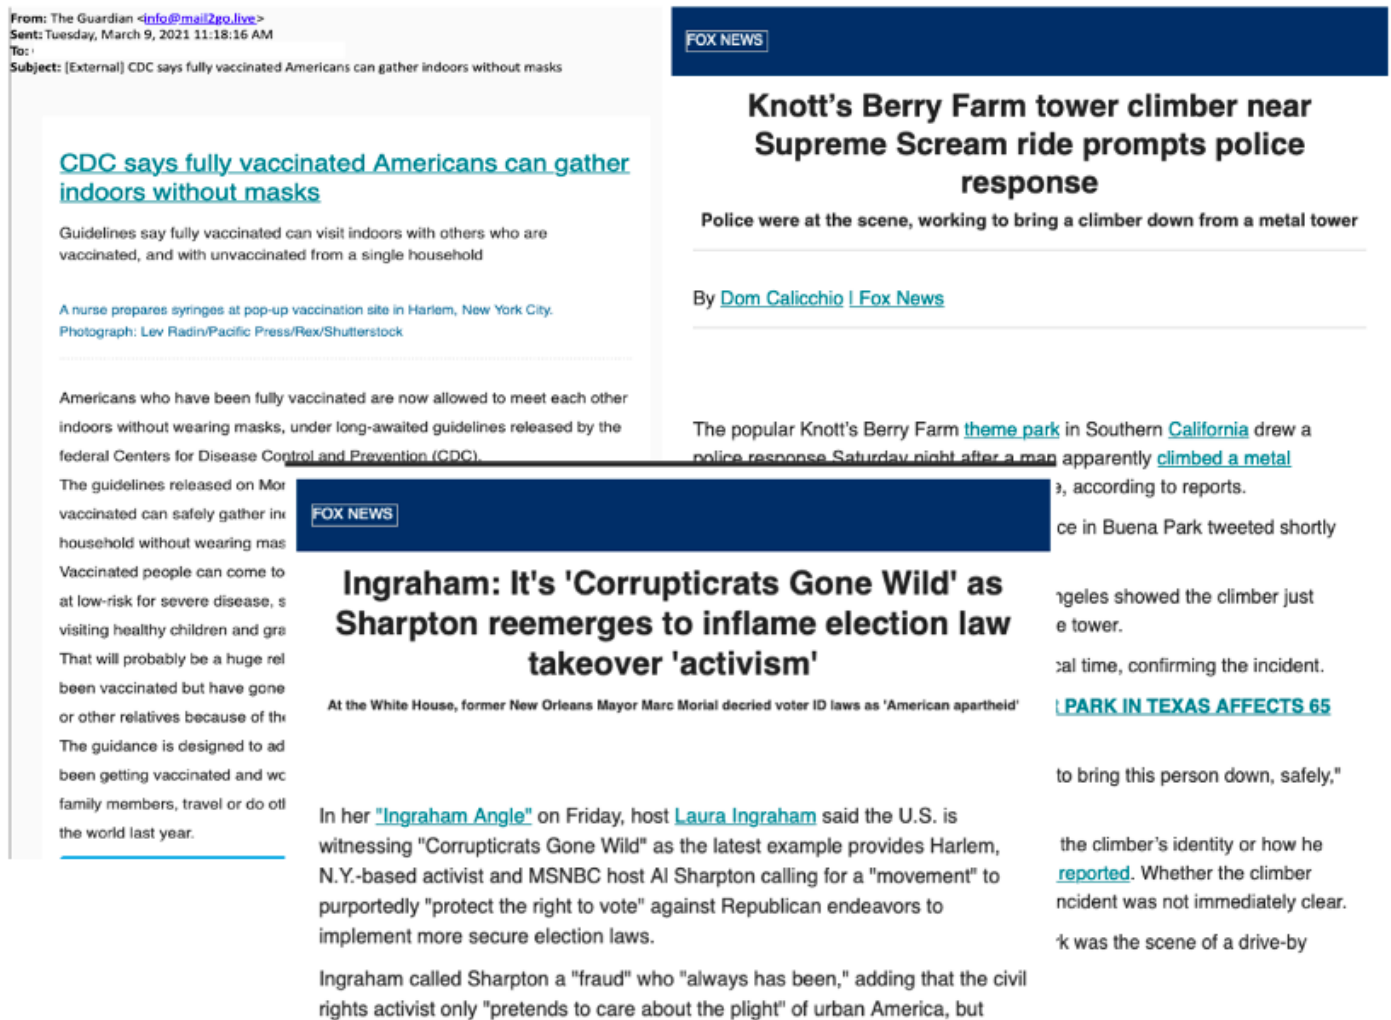 From: The Guardian <info@mail2go.live>
Sent: Tuesday, March 9, 2021 11:18:16 AM
To:
Subject: [External] CDC says fully vaccinated Americans can gather indoors without masks
CDC says fully vaccinated Americans can gather
indoors without masks
Guidelines say fully vaccinated can visit indoors with others who are
vaccinated, and with unvaccinated from a single household
A nurse prepares syringes at pop-up vaccination site in Harlem, New York City.
Photograph: Lev Radin/Pacific Press/Rex/Shutterstock
Americans who have been fully vaccinated are now allowed to meet each other
indoors without wearing masks, under long-awaited guidelines released by the
federal Centers for Disease Control and Prevention (CDC).
The guidelines released on Mor
vaccinated can safely gather in
household without wearing mas
Vaccinated people can come to
at low-risk for severe disease, s
visiting healthy children and gra
That will probably be a huge rel
been vaccinated but have gone
or other relatives because of the
The guidance is designed to ad
been getting vaccinated and wo
family members, travel or do oth
the world last year.
FOX NEWS
Knott's Berry Farm tower climber near
Supreme Scream ride prompts police
response
Police were at the scene, working to bring a climber down from a metal tower
By Dom Calicchio | Fox News
The popular Knott's Berry Farm theme park in Southern California drew a
police response Saturday night after a man apparently climbed a metal
e, according to reports.
ce in Buena Park tweeted shortly
ngeles showed the climber just
e tower.
cal time, confirming the incident.
PARK IN TEXAS AFFECTS 65
to bring this person down, safely,"
the climber's identity or how he
reported. Whether the climber
ncident was not immediately clear.
k was the scene of a drive-by
FOX NEWS
Ingraham: It's 'Corrupticrats Gone Wild' as
Sharpton reemerges to inflame election law
takeover 'activism'
At the White House, former New Orleans Mayor Marc Morial decried voter ID laws as 'American apartheid'
In her "Ingraham Angle" on Friday, host Laura Ingraham said the U.S. is
witnessing "Corrupticrats Gone Wild" as the latest example provides Harlem,
N.Y.-based activist and MSNBC host Al Sharpton calling for a "movement" to
purportedly "protect the right to vote" against Republican endeavors to
implement more secure election laws.
Ingraham called Sharpton a "fraud" who "always has been," adding that the civil
rights activist only "pretends to care about the plight" of urban America, but